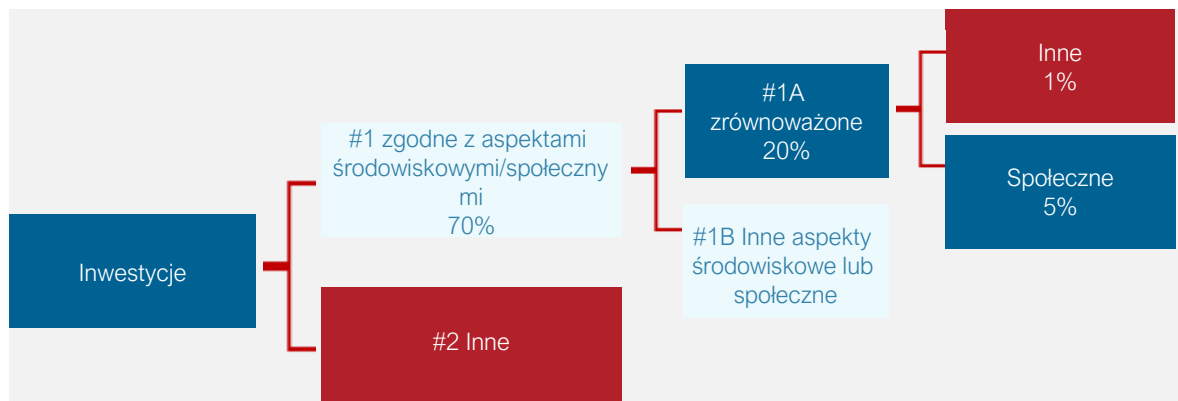 Inwestycje
#1 zgodne z aspektami
środowiskowymi/społeczny
mi
70%
#2 Inne
#1A
zrównoważone
20%
#1B Inne aspekty
środowiskowe lub
społeczne
Inne
1%
Społeczne
5%